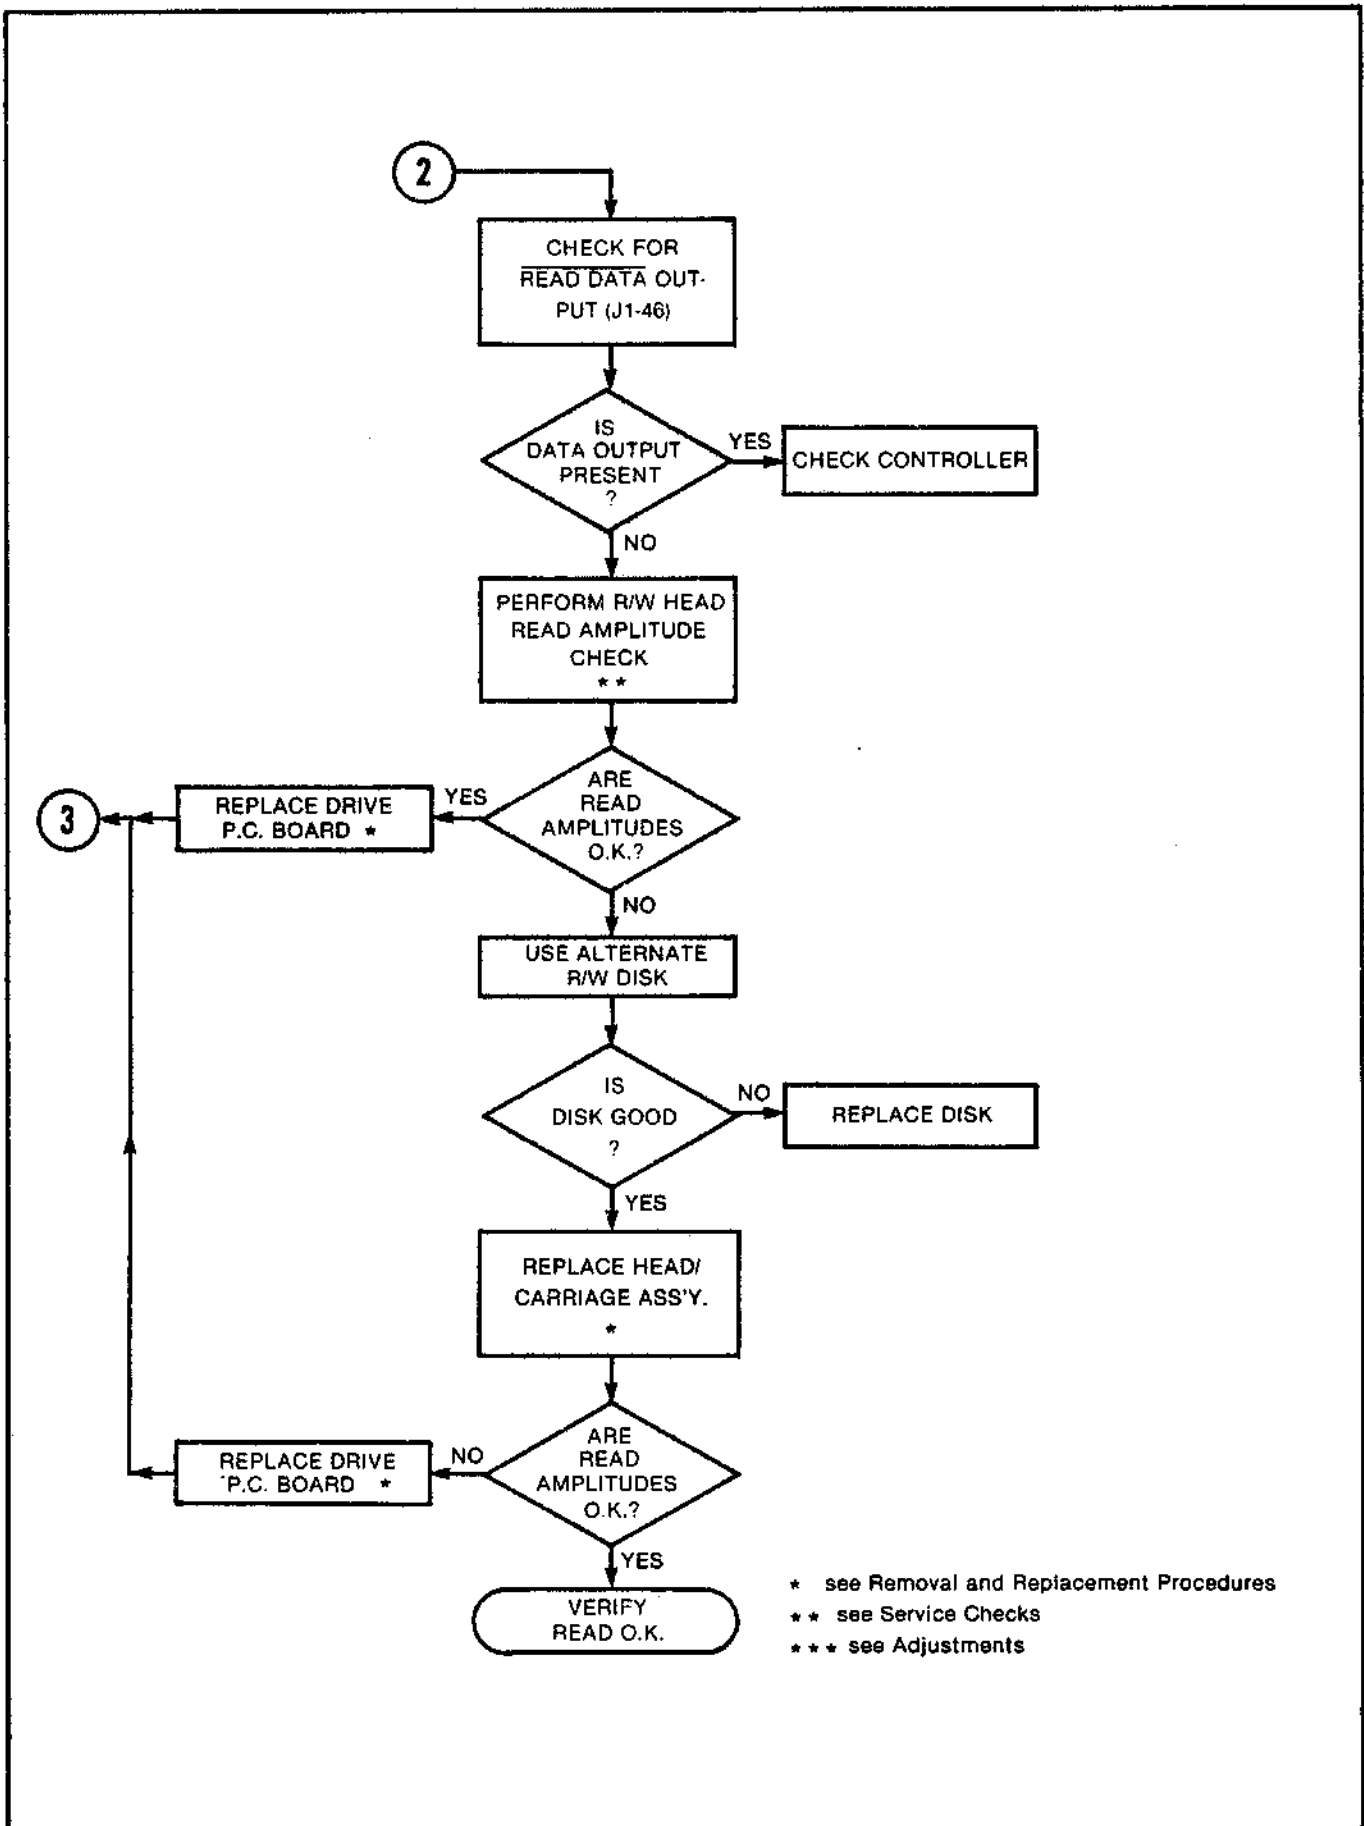 2
CHECK FOR
READ DATA OUT-
PUT (J1-46)
IS
DATA OUTPUT
PRESENT
?
YES
CHECK CONTROLLER
NO
PERFORM R/W HEAD
READ AMPLITUDE
CHECK
* *
ARE
READ
AMPLITUDES
O.K.?
YES
REPLACE DRIVE
P.C. BOARD *
3
NO
USE ALTERNATE
R/W DISK
IS
DISK GOOD
?
NO
REPLACE DISK
YES
REPLACE HEAD/
CARRIAGE ASS'Y.
*
ARE
READ
AMPLITUDES
O.K.?
NO
REPLACE DRIVE
P.C. BOARD *
YES
VERIFY
READ O.K.
* see Removal and Replacement Procedures
* * see Service Checks
* * * see Adjustments